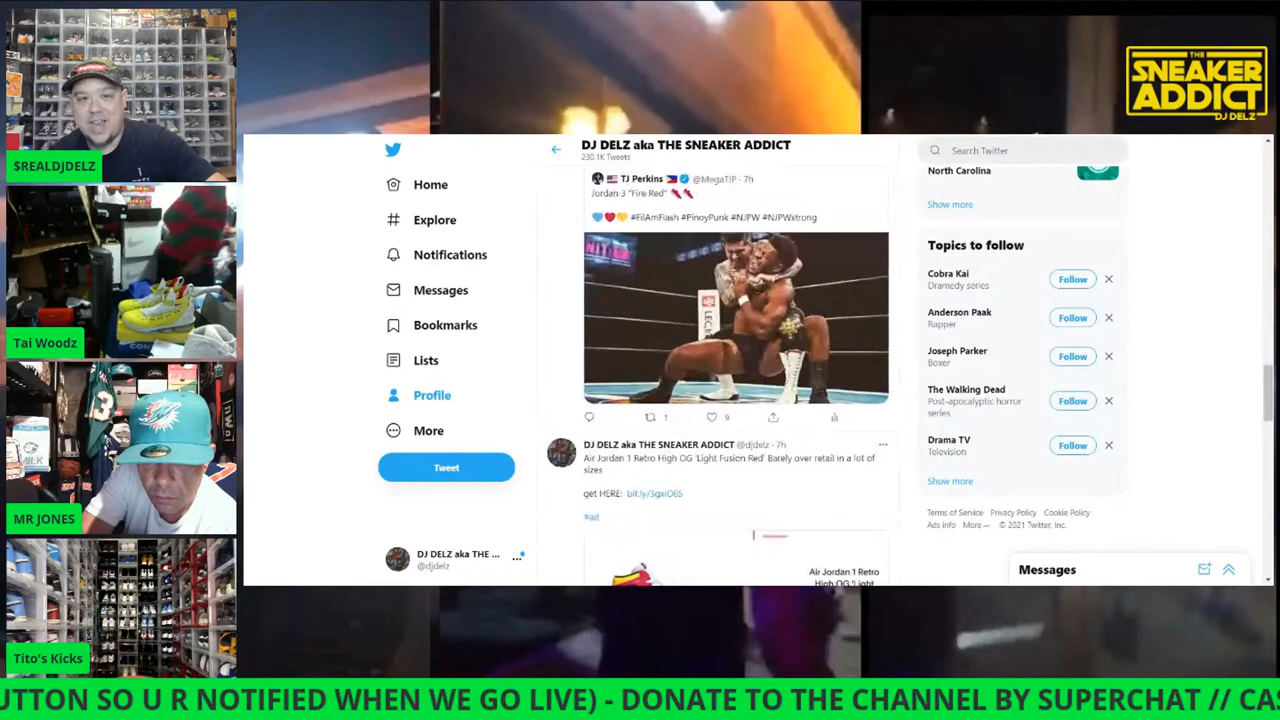 THE
SNEAKER
ADDICT
DJ DELZ
$REALDJDELZ
Tai Woodz
MR JONES
MILK
Tito's Kicks
Home
Explore
Notifications
Messages
Bookmarks
Lists
Profile
More
Tweet
DJ DELZ aka THE ...
@djdelz
DJ DELZ aka THE SNEAKER ADDICT
230.1K Tweets
TJ Perkins @MegaTJP · 7h
Jordan 3 "Fire Red"
#FilAmFlash #PinoyPunk #NJPW #NJPWstrong
1
9
DJ DELZ aka THE SNEAKER ADDICT @djdelz · 7h
Air Jordan 1 Retro High OG 'Light Fusion Red' Barely over retail in a lot of
sizes
get HERE: bit.ly/3gxiO6S
#ad
Air Jordan 1 Retro
High OG 'Light
Search Twitter
North Carolina
Show more
Topics to follow
Cobra Kai
Dramedy series
Follow
Anderson Paak
Rapper
Follow
Joseph Parker
Boxer
Follow
The Walking Dead
Post-apocalyptic horror
series
Follow
Drama TV
Television
Follow
Show more
Terms of Service Privacy Policy Cookie Policy
Ads info More··· © 2021 Twitter, Inc.
Messages
UTTON SO U R NOTIFIED WHEN WE GO LIVE) - DONATE TO THE CHANNEL BY SUPERCHAT // CAS